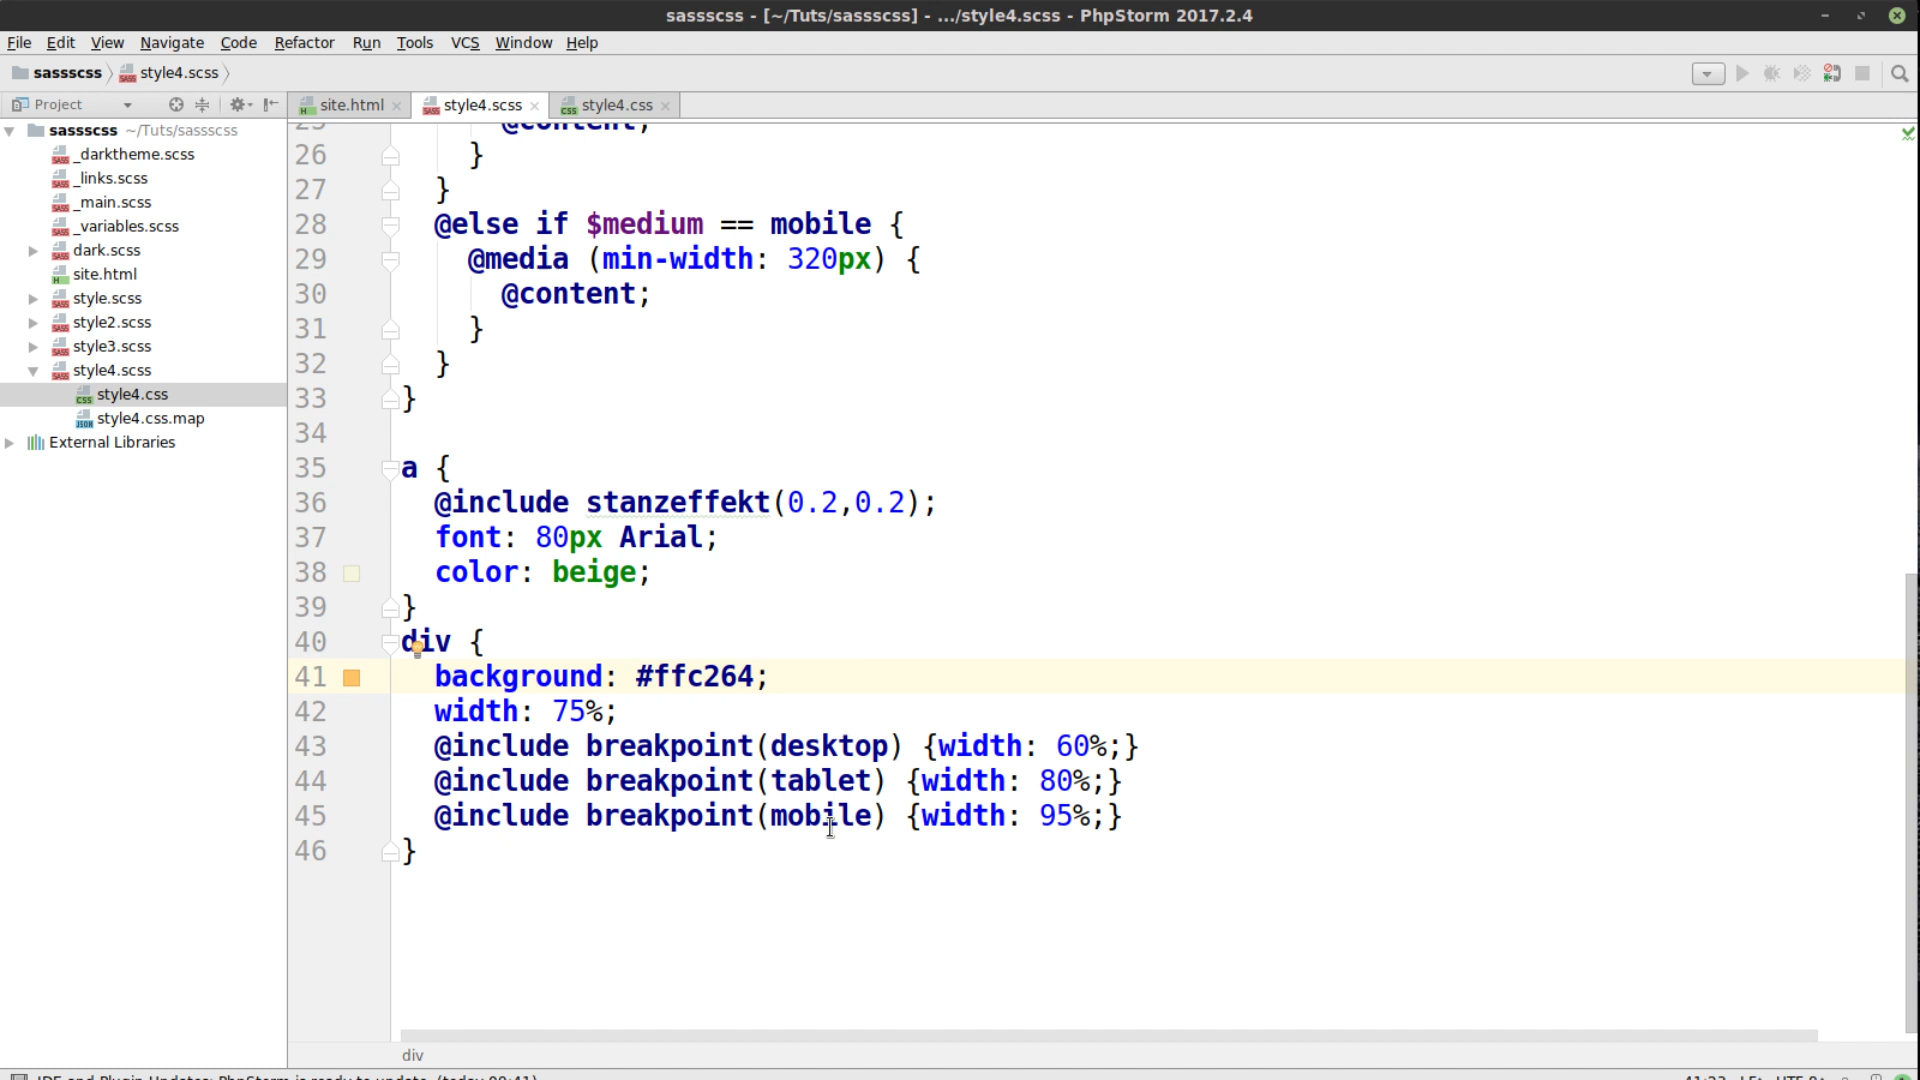 sassscss - [~/Tuts/sassscss] - .../style4.scss - PhpStorm 2017.2.4
File Edit View Navigate Code Refactor Run Tools VCS Window Help
sassscss style4.scss
Project site.html style4.scss style4.css
sassscss ~/Tuts/sassscss
_darktheme.scss
_links.scss
_main.scss
_variables.scss
dark.scss
site.html
style.scss
style2.scss
style3.scss
style4.scss
style4.css
style4.css.map
External Libraries
25 @content;
26 }
27 }
28 @else if $medium == mobile {
29 @media (min-width: 320px) {
30 @content;
31 }
32 }
33 }
34
35 a {
36 @include stanzeffekt(0.2,0.2);
37 font: 80px Arial;
38 color: beige;
39 }
40 div {
41 background: #ffc264;
42 width: 75%;
43 @include breakpoint(desktop) {width: 60%;}
44 @include breakpoint(tablet) {width: 80%;}
45 @include breakpoint(mobile) {width: 95%;}
46 }
div
IDE and Plugin Updates: PhpStorm is ready to update. (today 09:41)